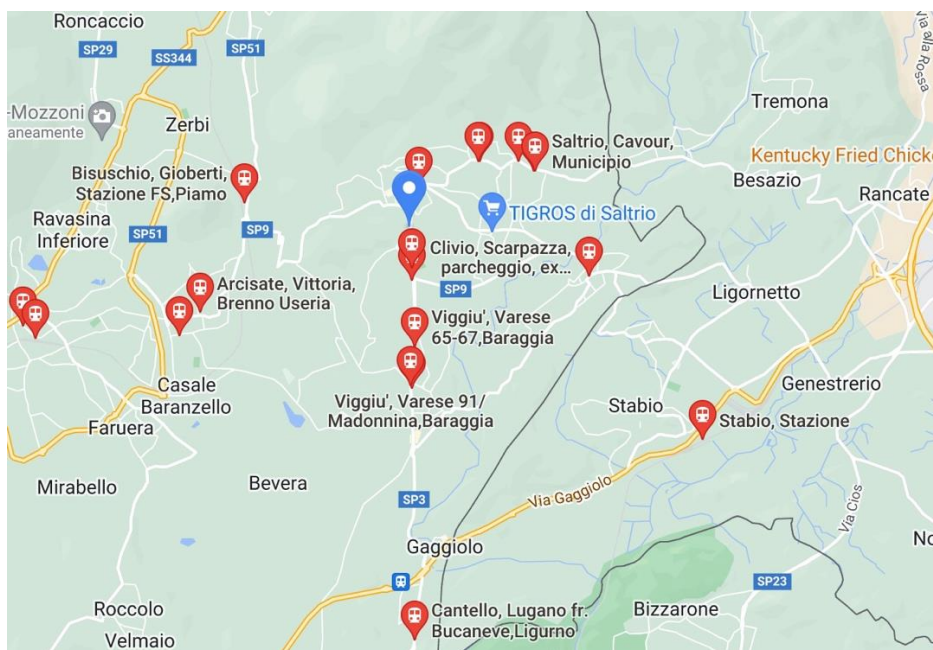 Roncaccio
SP29
SP51
SS344
Via alla
Rossa
-Mozzoni
aneamente
Zerbi
Tremona
Saltrio, Cavour,
Municipio
Kentucky Fried Chick
Bisuschio, Gioberti,
Stazione FS,Piamo
Besazio
Rancate
Ravasina
Inferiore
SP51
SP9
TIGROS di Saltrio
Clivio, Scarpazza,
parcheggio, ex...
Arcisate, Vittoria,
Brenno Useria
SP9
Ligornetto
Viggiu', Varese
65-67,Baraggia
Casale
Baranzello
Genestrerio
Viggiu', Varese 91/
Madonnina,Baraggia
Stabio
Stabio, Stazione
Faruera
Mirabello
Bevera
SP3
Via Gaggiolo
Via Cios
Gaggiolo
No
SP23
Roccolo
Cantello, Lugano fr.
Bucaneve,Ligurno
Bizzarone
Velmaio